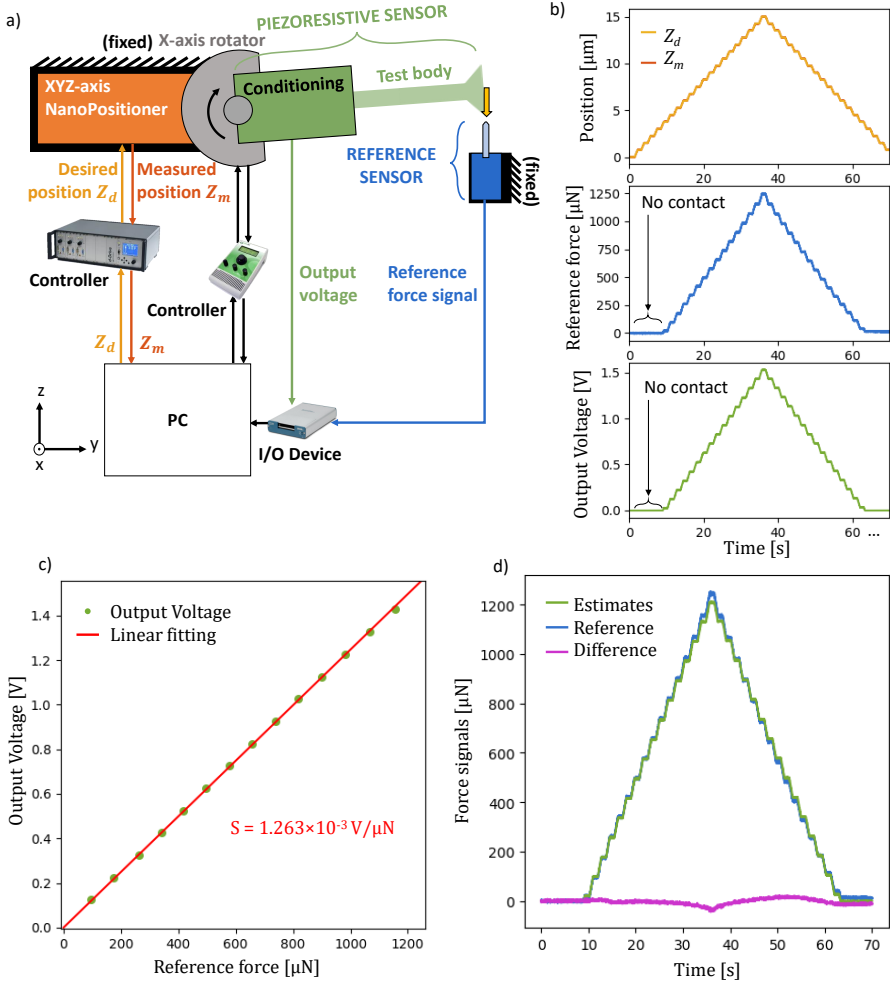 a)
PIEZORESISTIVE SENSOR
(fixed) X-axis rotator
XYZ-axis
NanoPositioner
Conditioning
Test body
REFERENCE
SENSOR
(fixed)
Desired
position Z_d
Measured
position Z_m
Controller
Controller
Output
voltage
Reference
force signal
Z_d
Z_m
PC
I/O Device
z
y
x
b)
Position [μm]
15
10
5
0
Z_d
Z_m
0
20
40
60
Reference force [μN]
1250
1000
750
500
250
0
No contact
0
20
40
60
Output Voltage [V]
1.5
1.0
0.5
0.0
No contact
0
20
40
60 ...
Time [s]
c)
Output Voltage [V]
1.4
1.2
1.0
0.8
0.6
0.4
0.2
0.0
Output Voltage
Linear fitting
S = 1.263×10⁻³ V/μN
0
200
400
600
800
1000
1200
Reference force [μN]
d)
Force signals [μN]
1200
1000
800
600
400
200
0
Estimates
Reference
Difference
0
10
20
30
40
50
60
70
Time [s]